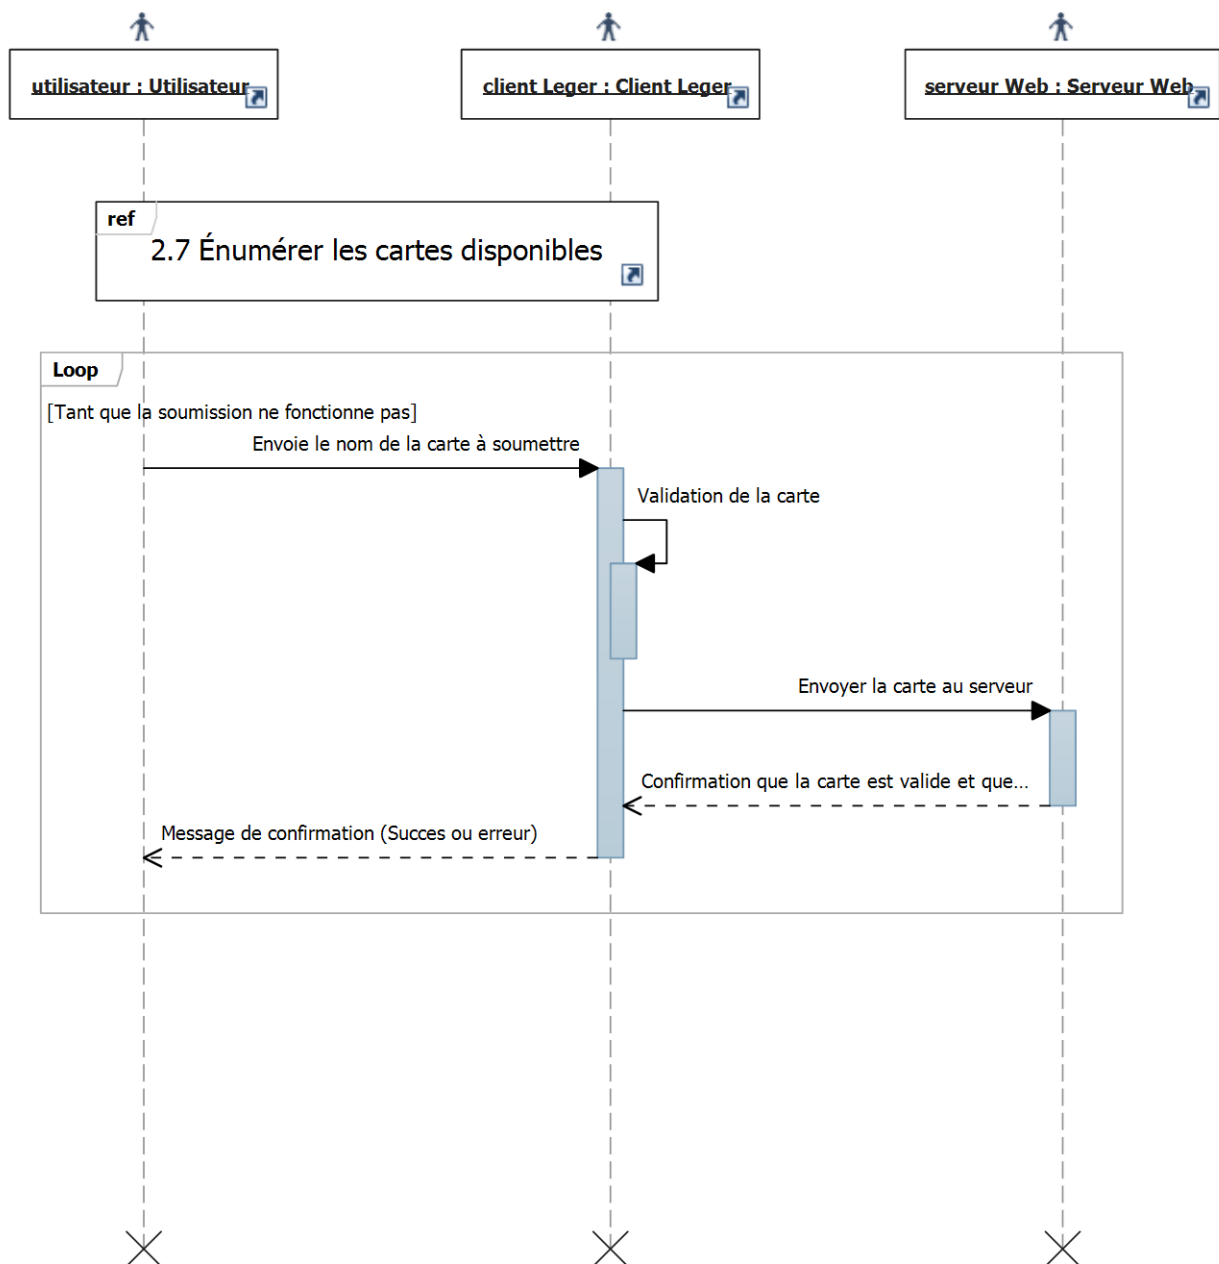 utilisateur : Utilisateur
client Leger : Client Leger
serveur Web : Serveur Web
ref
2.7 Énumérer les cartes disponibles
Loop
[Tant que la soumission ne fonctionne pas]
Envoie le nom de la carte à soumettre
Validation de la carte
Envoyer la carte au serveur
Confirmation que la carte est valide et que...
Message de confirmation (Succes ou erreur)